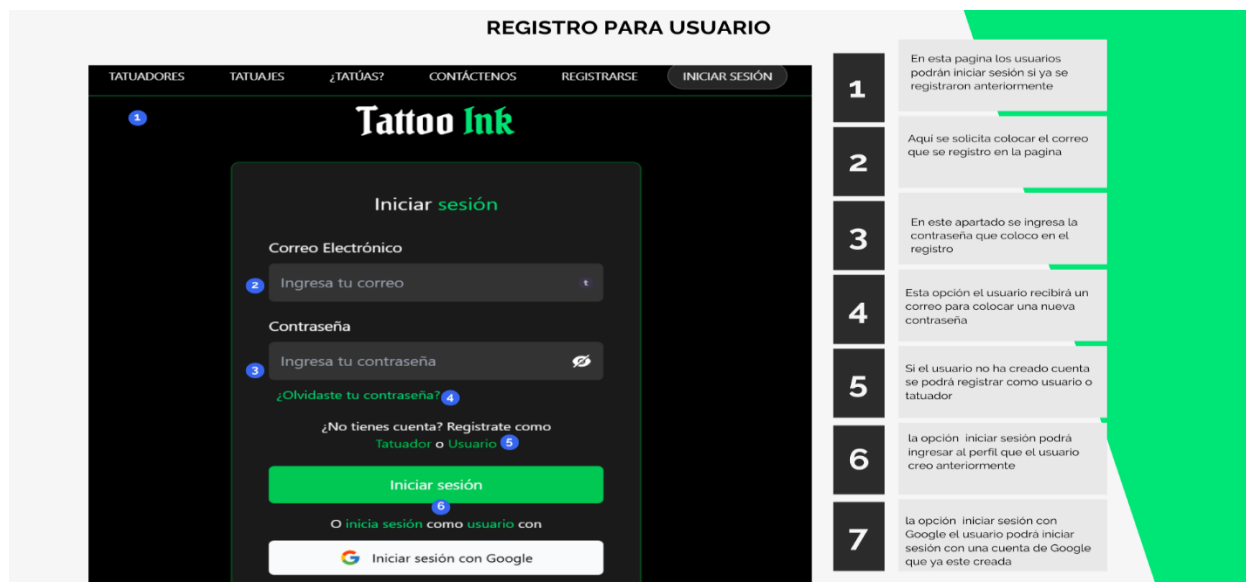 REGISTRO PARA USUARIO
TATUADORES TATUAJES ¿TATÚAS? CONTÁCTENOS REGISTRARSE INICIAR SESIÓN
1
Tattoo Ink
Iniciar sesión
Correo Electrónico
2 Ingresa tu correo t
Contraseña
3 Ingresa tu contraseña
¿Olvidaste tu contraseña? 4
¿No tienes cuenta? Registrate como
Tatuador o Usuario 5
Iniciar sesión
6
O inicia sesión como usuario con
G Iniciar sesión con Google
1
En esta pagina los usuarios
podrán iniciar sesión si ya se
registraron anteriormente
2
Aquí se solicita colocar el correo
que se registro en la pagina
3
En este apartado se ingresa la
contraseña que coloco en el
registro
4
Esta opción el usuario recibirá un
correo para colocar una nueva
contraseña
5
Si el usuario no ha creado cuenta
se podrá registrar como usuario o
tatuador
6
la opción iniciar sesión podrá
ingresar al perfil que el usuario
creo anteriormente
7
la opción iniciar sesión con
Google el usuario podrá iniciar
sesión con una cuenta de Google
que ya este creada